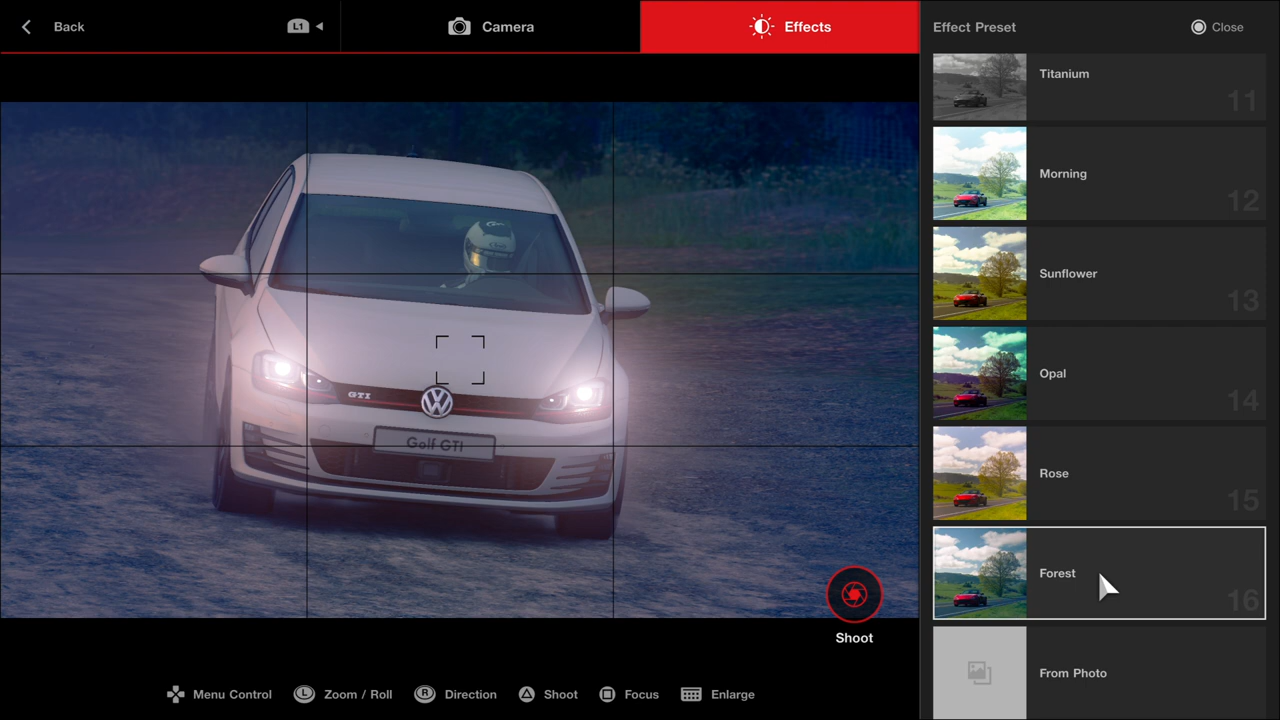 Back
L1
Camera
Effects
Effect Preset
Close
Titanium
11
Morning
12
Sunflower
13
Opal
14
Rose
15
Forest
16
From Photo
GTI
Golf GTI
Shoot
Menu Control
L Zoom / Roll
R Direction
Shoot
Focus
Enlarge